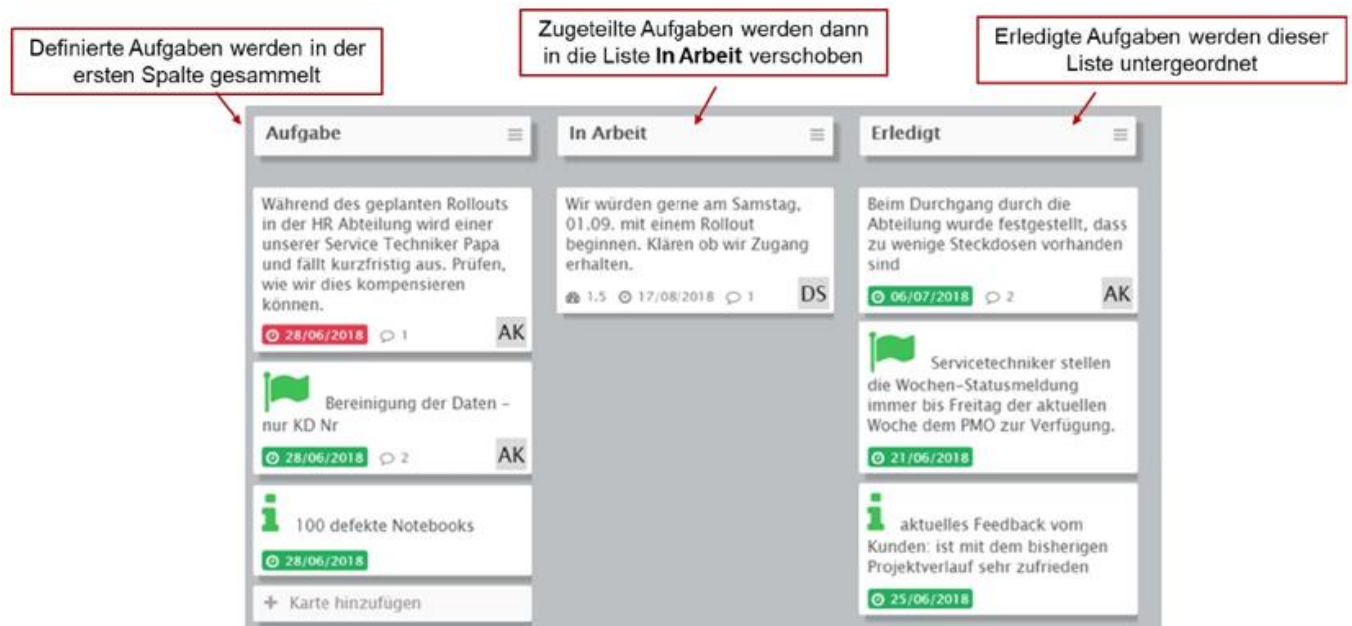 Definierte Aufgaben werden in der
ersten Spalte gesammelt
Zugeteilte Aufgaben werden dann
in die Liste In Arbeit verschoben
Erledigte Aufgaben werden dieser
Liste untergeordnet
Aufgabe
Während des geplanten Rollouts
in der HR Abteilung wird einer
unserer Service Techniker Papa
und fällt kurzfristig aus. Prüfen,
wie wir dies kompensieren
können.
28/06/2018 1 AK
Bereinigung der Daten –
nur KD Nr
28/06/2018 2 AK
100 defekte Notebooks
28/06/2018
+ Karte hinzufügen
In Arbeit
Wir würden gerne am Samstag,
01.09. mit einem Rollout
beginnen. Klären ob wir Zugang
erhalten.
1.5 17/08/2018 1 DS
Erledigt
Beim Durchgang durch die
Abteilung wurde festgestellt, dass
zu wenige Steckdosen vorhanden
sind
06/07/2018 2 AK
Servicetechniker stellen
die Wochen-Statusmeldung
immer bis Freitag der aktuellen
Woche dem PMO zur Verfügung.
21/06/2018
aktuelles Feedback vom
Kunden: ist mit dem bisherigen
Projektverlauf sehr zufrieden
25/06/2018